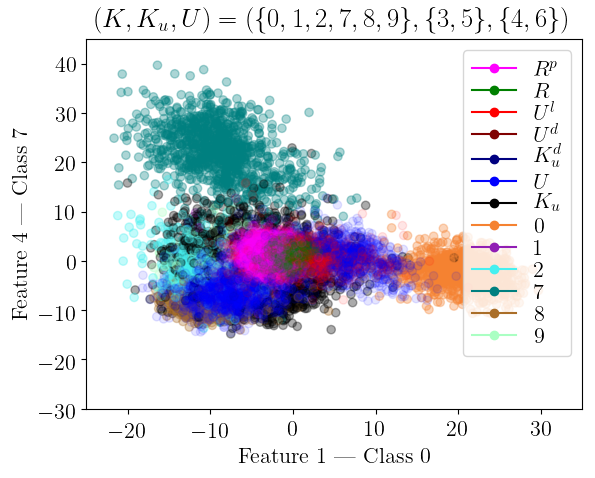 (K, K_u, U) = ({0, 1, 2, 7, 8, 9}, {3, 5}, {4, 6})
40
30
20
10
0
−10
−20
−30
Feature 4 — Class 7
R^p
R
U^l
U^d
K_u^d
U
K_u
0
1
2
7
8
9
−20
−10
0
10
20
30
Feature 1 — Class 0